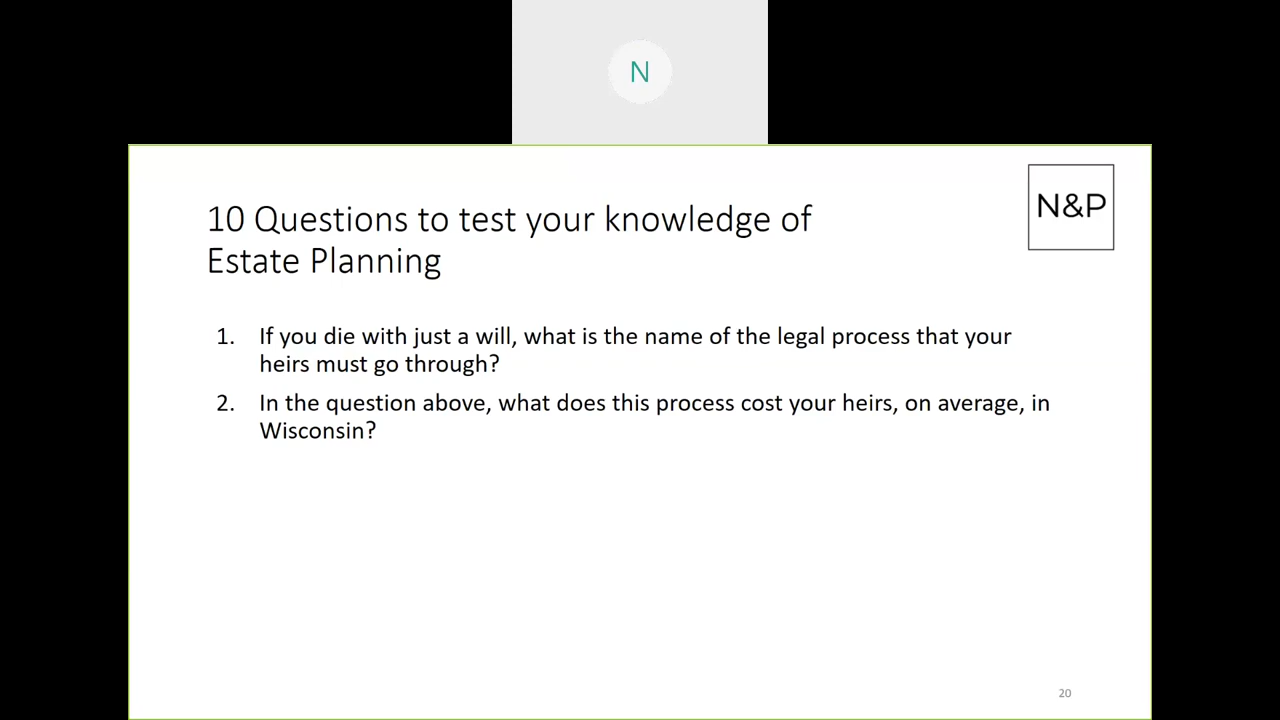 N
N&P
10 Questions to test your knowledge of
Estate Planning
1. If you die with just a will, what is the name of the legal process that your
heirs must go through?
2. In the question above, what does this process cost your heirs, on average, in
Wisconsin?
20